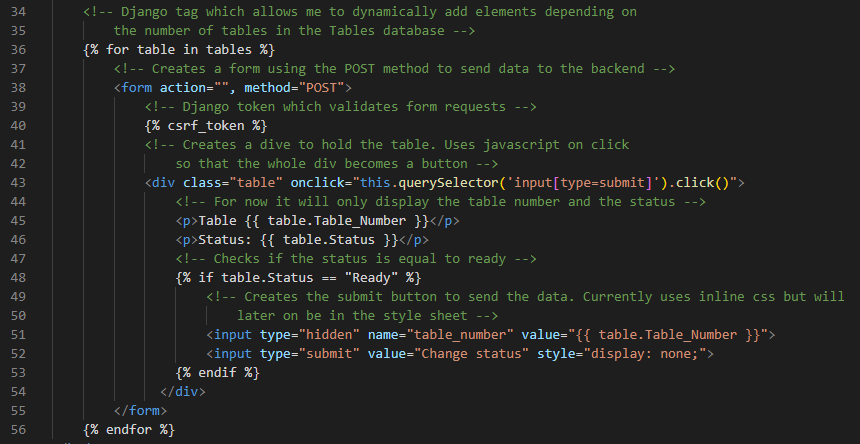 34 <!-- Django tag which allows me to dynamically add elements depending on
35 the number of tables in the Tables database -->
36 {% for table in tables %}
37 <!-- Creates a form using the POST method to send data to the backend -->
38 <form action="", method="POST">
39 <!-- Django token which validates form requests -->
40 {% csrf_token %}
41 <!-- Creates a dive to hold the table. Uses javascript on click
42 so that the whole div becomes a button -->
43 <div class="table" onclick="this.querySelector('input[type=submit]').click()">
44 <!-- For now it will only display the table number and the status -->
45 <p>Table {{ table.Table_Number }}</p>
46 <p>Status: {{ table.Status }}</p>
47 <!-- Checks if the status is equal to ready -->
48 {% if table.Status == "Ready" %}
49 <!-- Creates the submit button to send the data. Currently uses inline css but will
50 later on be in the style sheet -->
51 <input type="hidden" name="table_number" value="{{ table.Table_Number }}">
52 <input type="submit" value="Change status" style="display: none;">
53 {% endif %}
54 </div>
55 </form>
56 {% endfor %}